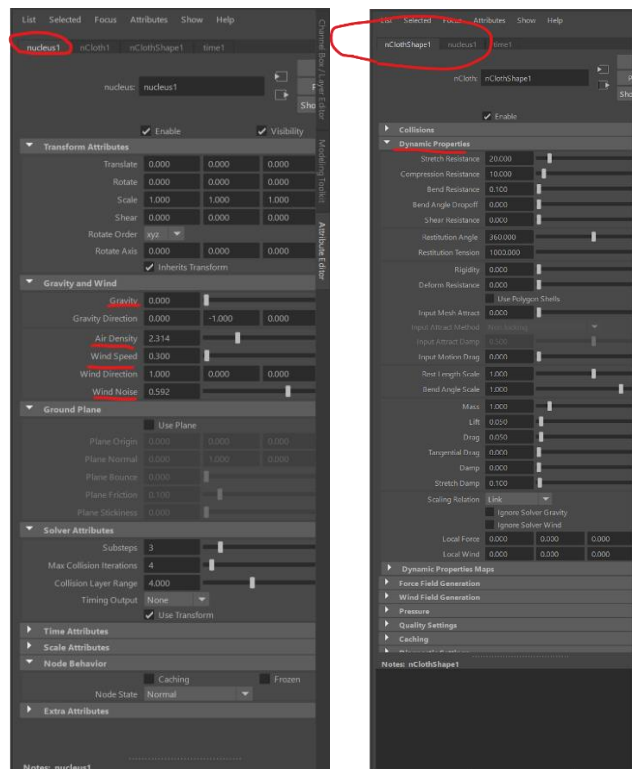 List Selected Focus Attributes Show Help
nucleus1 nCloth1 nClothShape1 time1
nucleus: nucleus1
Sho
Enable Visibility
Transform Attributes
Translate 0.000 0.000 0.000
Rotate 0.000 0.000 0.000
Scale 1.000 1.000 1.000
Shear 0.000 0.000 0.000
Rotate Order xyz
Rotate Axis 0.000 0.000 0.000
Inherits Transform
Gravity and Wind
Gravity 0.000
Gravity Direction 0.000 -1.000 0.000
Air Density 2.314
Wind Speed 0.300
Wind Direction 1.000 0.000 0.000
Wind Noise 0.592
Ground Plane
Use Plane
Plane Origin 0.000 0.000 0.000
Plane Normal 0.000 1.000 0.000
Plane Bounce 0.000
Plane Friction 0.100
Plane Stickiness 0.000
Solver Attributes
Substeps 3
Max Collision Iterations 4
Collision Layer Range 4.000
Timing Output None
Use Transform
Time Attributes
Scale Attributes
Node Behavior
Caching Frozen
Node State Normal
Extra Attributes
Notes: nucleus1
Channel Box / Layer Editor
Modeling Toolkit
Attribute Editor
List Selected Focus Attributes Show Help
nClothShape1 nucleus1 time1
nCloth: nClothShape1
Sho
Enable
Collisions
Dynamic Properties
Stretch Resistance 20.000
Compression Resistance 10.000
Bend Resistance 0.100
Bend Angle Dropoff 0.000
Shear Resistance 0.000
Restitution Angle 360.000
Restitution Tension 1000.000
Rigidity 0.000
Deform Resistance 0.000
Use Polygon Shells
Input Mesh Attract 0.000
Input Attract Method
Input Attract Damp 0.500
Input Motion Drag 0.000
Rest Length Scale 1.000
Bend Angle Scale 1.000
Mass 1.000
Lift 0.050
Drag 0.050
Tangential Drag 0.000
Damp 0.000
Stretch Damp 0.100
Scaling Relation Link
Ignore Solver Gravity
Ignore Solver Wind
Local Force 0.000 0.000 0.000
Local Wind 0.000 0.000 0.000
Dynamic Properties Maps
Force Field Generation
Wind Field Generation
Pressure
Quality Settings
Caching
Notes: nClothShape1